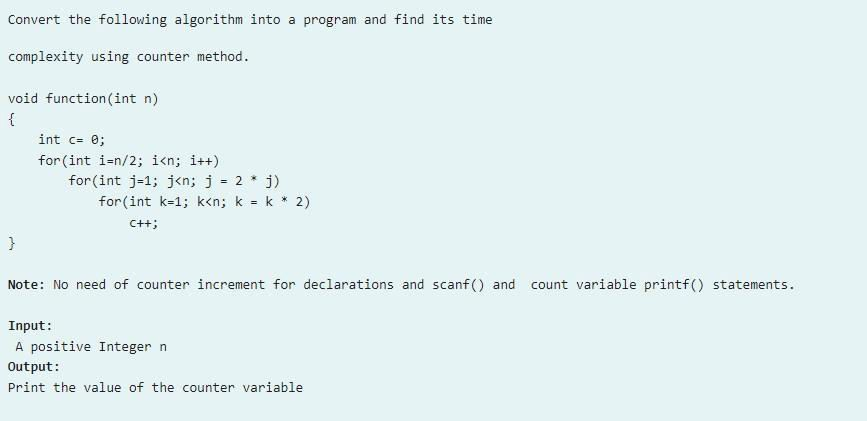 Convert the following algorithm into a program and find its time
complexity using counter method.
void function(int n)
{
    int c= 0;
    for(int i=n/2; i<n; i++)
        for(int j=1; j<n; j = 2 * j)
            for(int k=1; k<n; k = k * 2)
                c++;
}
Note: No need of counter increment for declarations and scanf() and  count variable printf() statements.
Input:
 A positive Integer n
Output:
Print the value of the counter variable